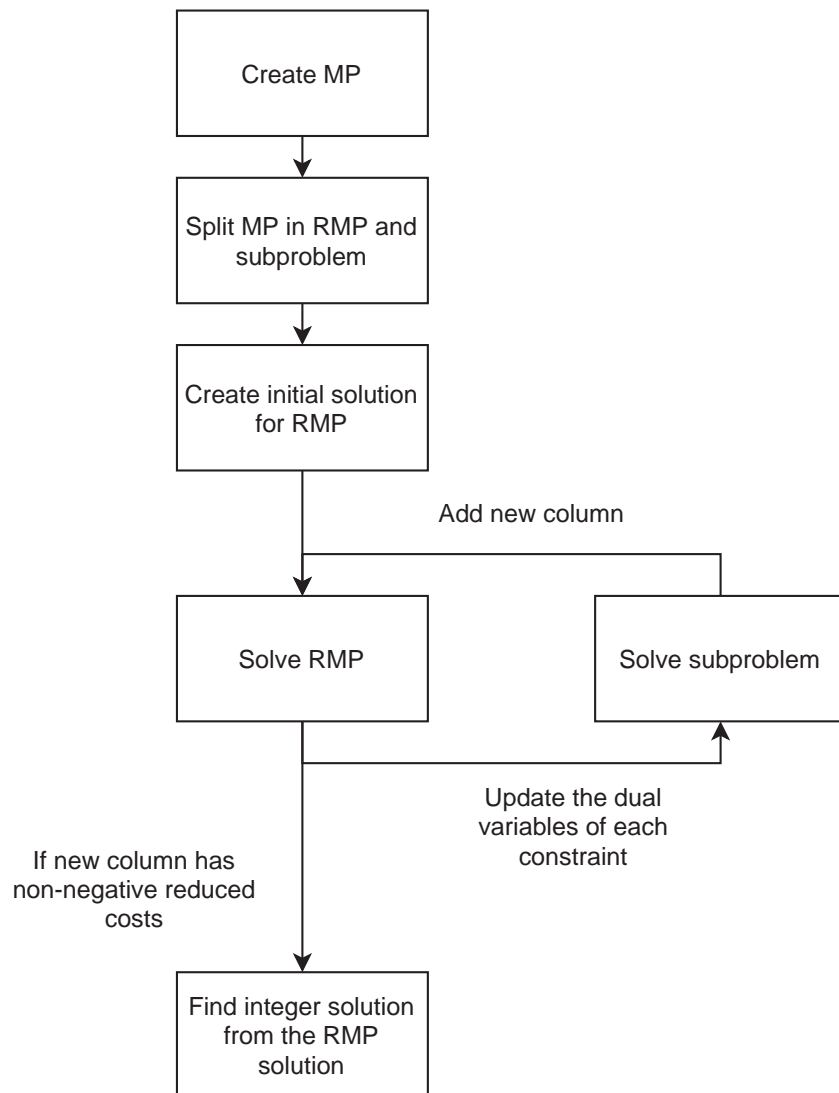 Create MP
Split MP in RMP and
subproblem
Create initial solution
for RMP
Add new column
Solve RMP
Solve subproblem
Update the dual
variables of each
constraint
If new column has
non-negative reduced
costs
Find integer solution
from the RMP
solution